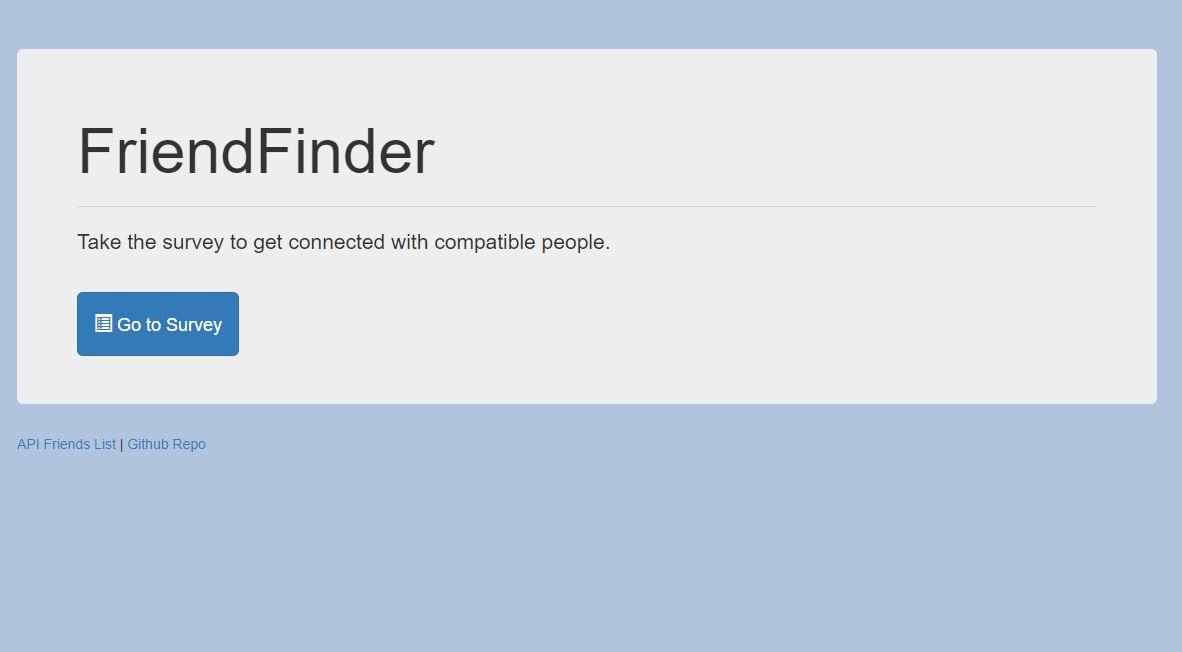 FriendFinder
Take the survey to get connected with compatible people.
Go to Survey
API Friends List | Github Repo